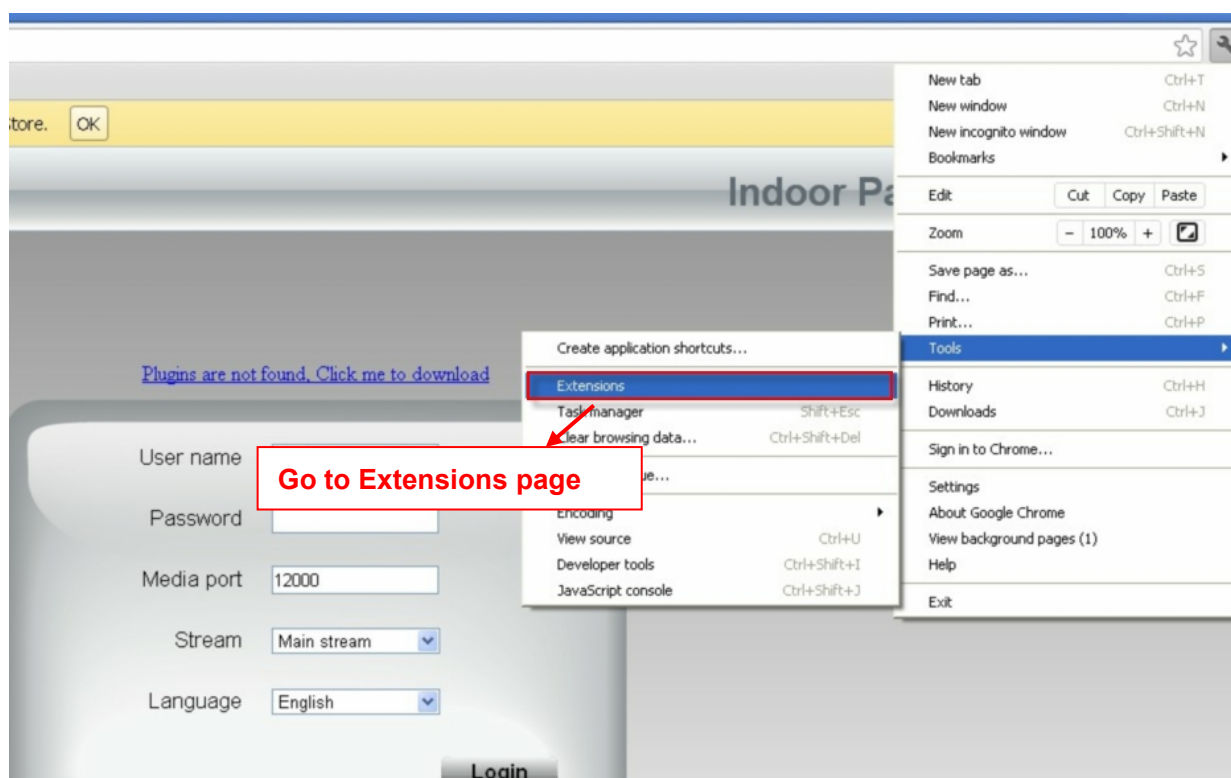 Store. OK
Indoor Pa
New tab Ctrl+T
New window Ctrl+N
New incognito window Ctrl+Shift+N
Bookmarks
Edit Cut Copy Paste
Zoom - 100% +
Save page as... Ctrl+S
Find... Ctrl+F
Print... Ctrl+P
Tools
History Ctrl+H
Downloads Ctrl+J
Sign in to Chrome...
Settings
About Google Chrome
View background pages (1)
Help
Exit
Create application shortcuts...
Extensions
Task manager Shift+Esc
Clear browsing data... Ctrl+Shift+Del
ue...
Encoding
View source Ctrl+U
Developer tools Ctrl+Shift+I
JavaScript console Ctrl+Shift+J
Go to Extensions page
Plugins are not found, Click me to download
User name
Password
Media port 12000
Stream Main stream
Language English
Login